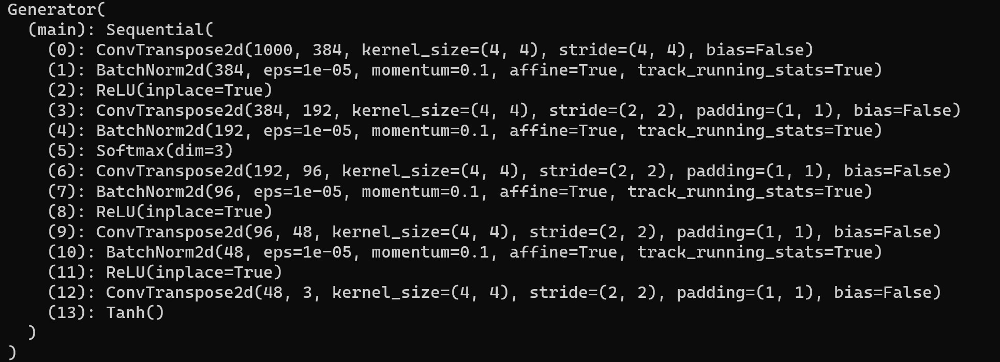 Generator(
  (main): Sequential(
    (0): ConvTranspose2d(1000, 384, kernel_size=(4, 4), stride=(4, 4), bias=False)
    (1): BatchNorm2d(384, eps=1e-05, momentum=0.1, affine=True, track_running_stats=True)
    (2): ReLU(inplace=True)
    (3): ConvTranspose2d(384, 192, kernel_size=(4, 4), stride=(2, 2), padding=(1, 1), bias=False)
    (4): BatchNorm2d(192, eps=1e-05, momentum=0.1, affine=True, track_running_stats=True)
    (5): Softmax(dim=3)
    (6): ConvTranspose2d(192, 96, kernel_size=(4, 4), stride=(2, 2), padding=(1, 1), bias=False)
    (7): BatchNorm2d(96, eps=1e-05, momentum=0.1, affine=True, track_running_stats=True)
    (8): ReLU(inplace=True)
    (9): ConvTranspose2d(96, 48, kernel_size=(4, 4), stride=(2, 2), padding=(1, 1), bias=False)
    (10): BatchNorm2d(48, eps=1e-05, momentum=0.1, affine=True, track_running_stats=True)
    (11): ReLU(inplace=True)
    (12): ConvTranspose2d(48, 3, kernel_size=(4, 4), stride=(2, 2), padding=(1, 1), bias=False)
    (13): Tanh()
  )
)